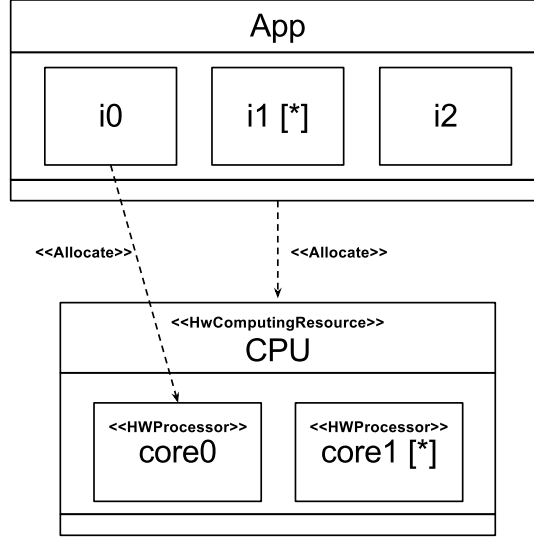 App
i0
i1 [*]
i2
<<Allocate>>
<<Allocate>>
<<HwComputingResource>>
CPU
<<HWProcessor>>
core0
<<HWProcessor>>
core1 [*]